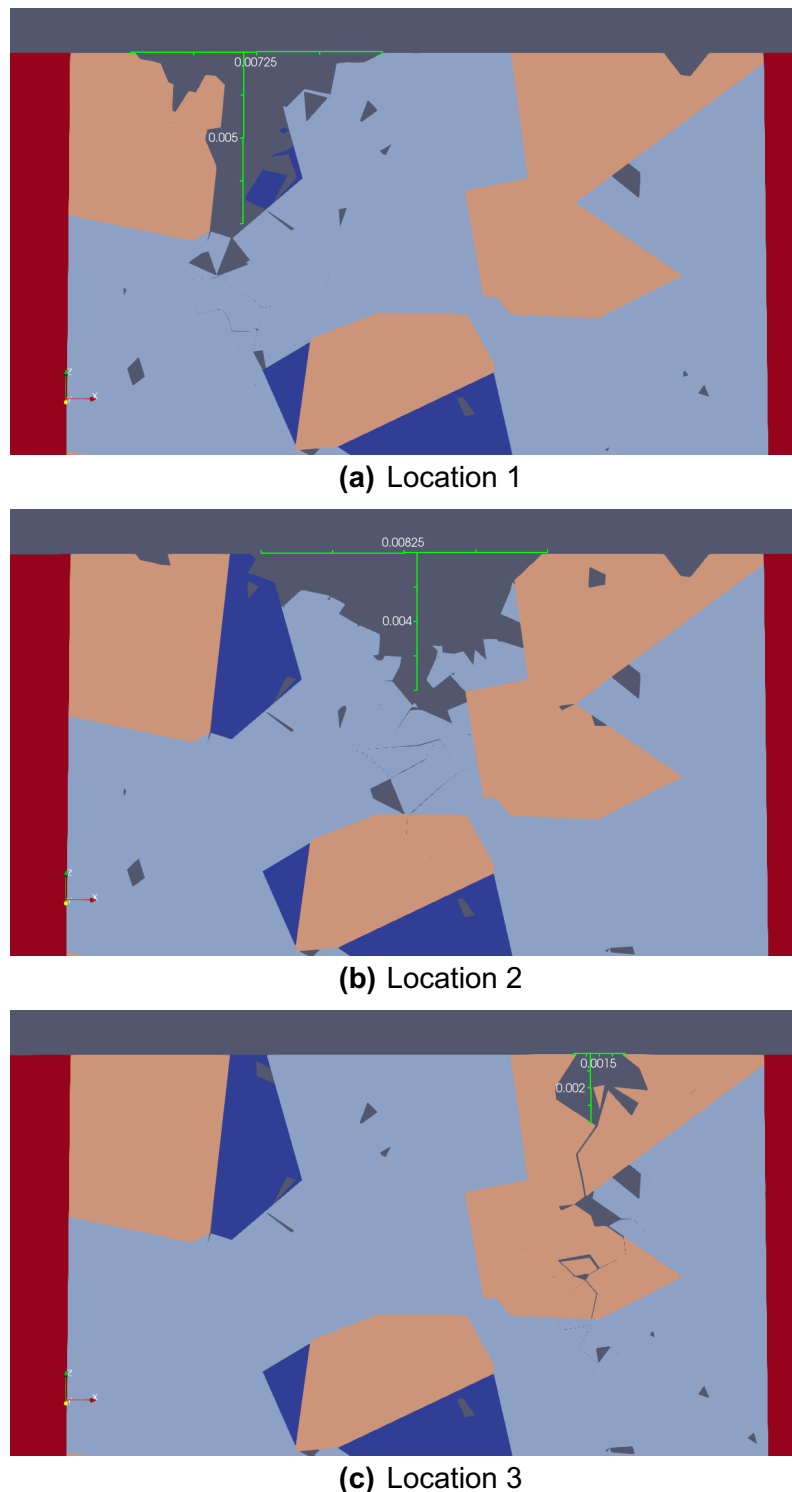 0.00725
0.005
Z
X
(a) Location 1
0.00825
0.004
Z
X
(b) Location 2
0.0015
0.002
Z
X
(c) Location 3